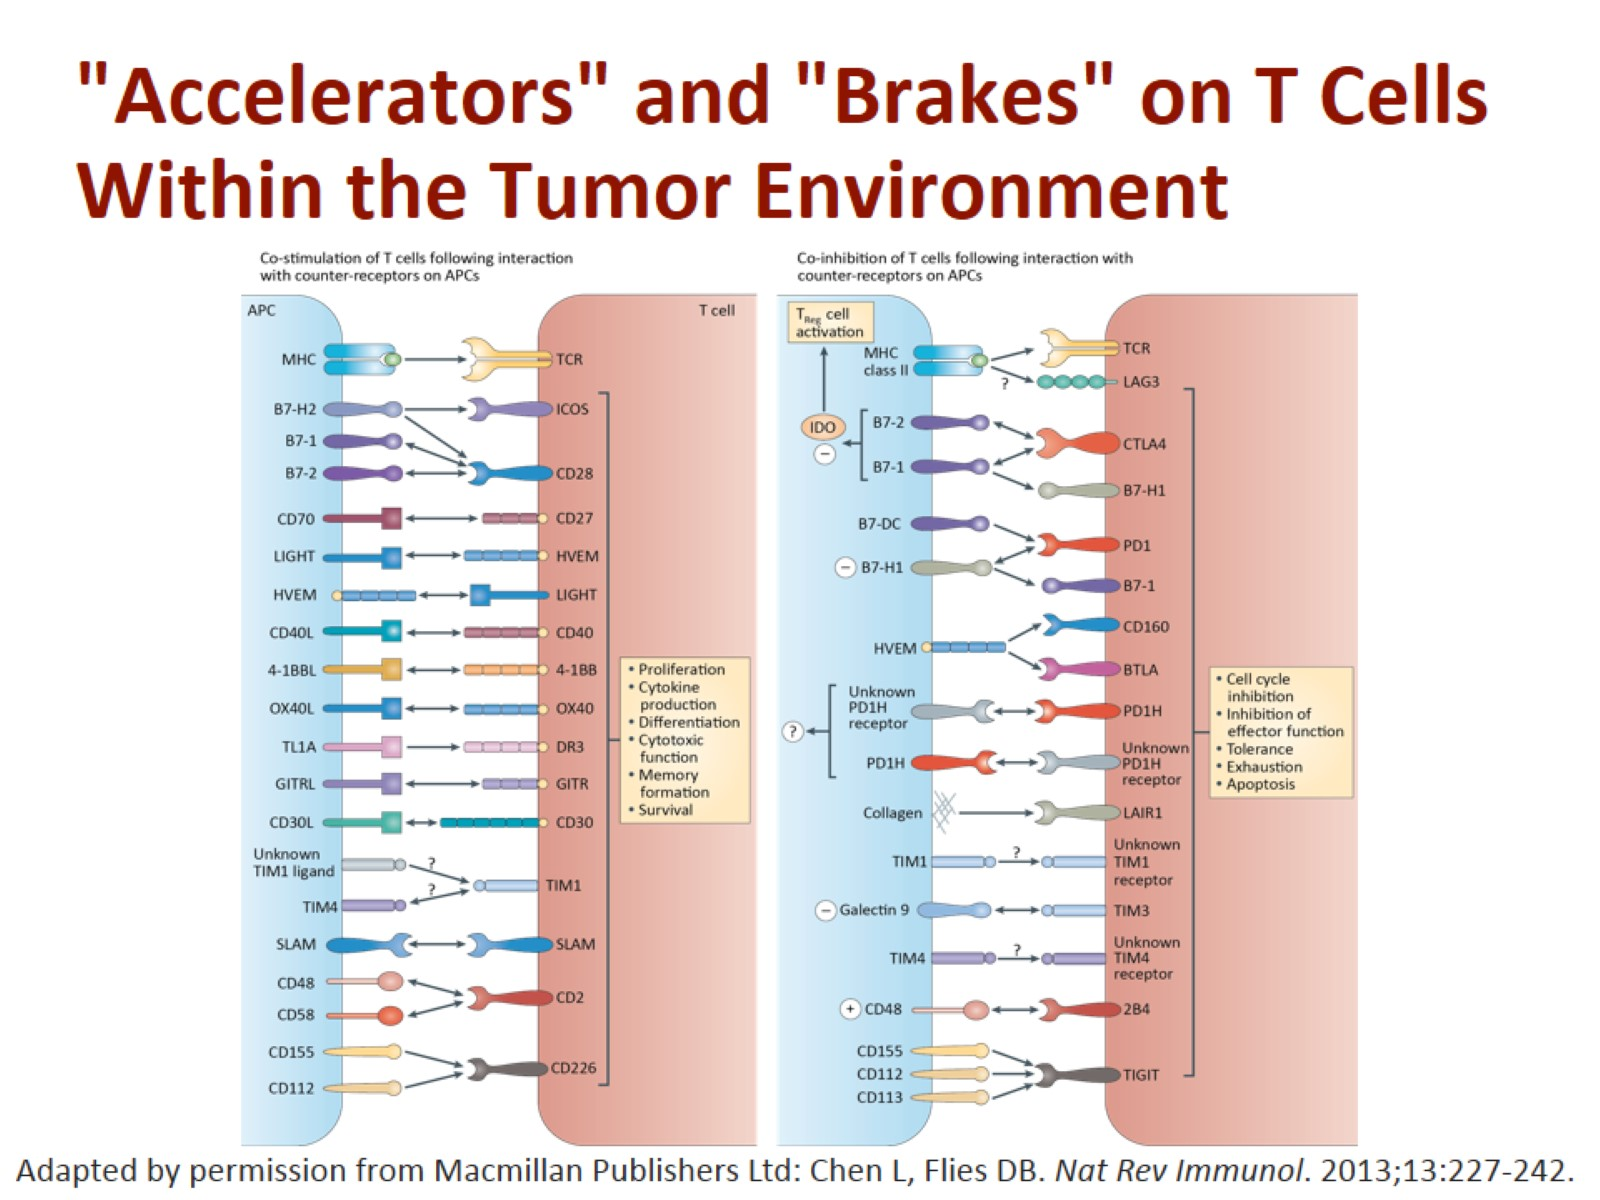 "Accelerators" and "Brakes" on T Cells
Within the Tumor Environment
Co-stimulation of T cells following interaction
with counter-receptors on APCs
APC
T cell
MHC
TCR
B7-H2
ICOS
B7-1
B7-2
CD28
CD70
CD27
LIGHT
HVEM
HVEM
LIGHT
CD40L
CD40
4-1BBL
4-1BB
OX40L
OX40
TL1A
DR3
GITRL
GITR
CD30L
CD30
Unknown
TIM1 ligand
?
?
TIM1
TIM4
SLAM
SLAM
CD48
CD2
CD58
CD155
CD226
CD112
• Proliferation
• Cytokine
production
• Differentiation
• Cytotoxic
function
• Memory
formation
• Survival
Co-inhibition of T cells following interaction with
counter-receptors on APCs
TReg cell
activation
MHC
class II
TCR
?
LAG3
IDO
−
B7-2
CTLA4
B7-1
B7-H1
B7-DC
PD1
− B7-H1
B7-1
HVEM
CD160
BTLA
Unknown
PD1H
receptor
PD1H
?
PD1H
Unknown
PD1H
receptor
Collagen
LAIR1
TIM1
?
Unknown
TIM1
receptor
− Galectin 9
TIM3
TIM4
?
Unknown
TIM4
receptor
+ CD48
2B4
CD155
CD112
TIGIT
CD113
• Cell cycle
inhibition
• Inhibition of
effector function
• Tolerance
• Exhaustion
• Apoptosis
Adapted by permission from Macmillan Publishers Ltd: Chen L, Flies DB. Nat Rev Immunol. 2013;13:227-242.